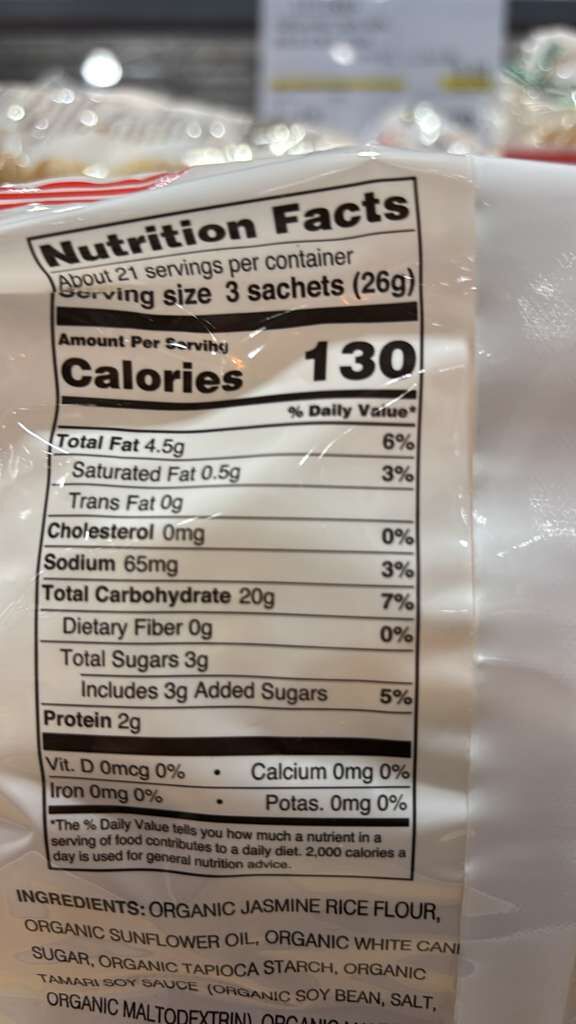 Nutrition Facts
About 21 servings per container
Serving size 3 sachets (26g)
Amount Per Serving
Calories 130
% Daily Value*
Total Fat 4.5g 6%
Saturated Fat 0.5g 3%
Trans Fat 0g
Cholesterol 0mg 0%
Sodium 65mg 3%
Total Carbohydrate 20g 7%
Dietary Fiber 0g 0%
Total Sugars 3g
Includes 3g Added Sugars 5%
Protein 2g
Vit. D 0mcg 0% • Calcium 0mg 0%
Iron 0mg 0% • Potas. 0mg 0%
*The % Daily Value tells you how much a nutrient in a
serving of food contributes to a daily diet. 2,000 calories a
day is used for general nutrition advice.
INGREDIENTS: ORGANIC JASMINE RICE FLOUR,
ORGANIC SUNFLOWER OIL, ORGANIC WHITE CAN
SUGAR, ORGANIC TAPIOCA STARCH, ORGANIC
TAMARI SOY SAUCE (ORGANIC SOY BEAN, SALT,
ORGANIC MALTODEXTRIN), ORGANIC